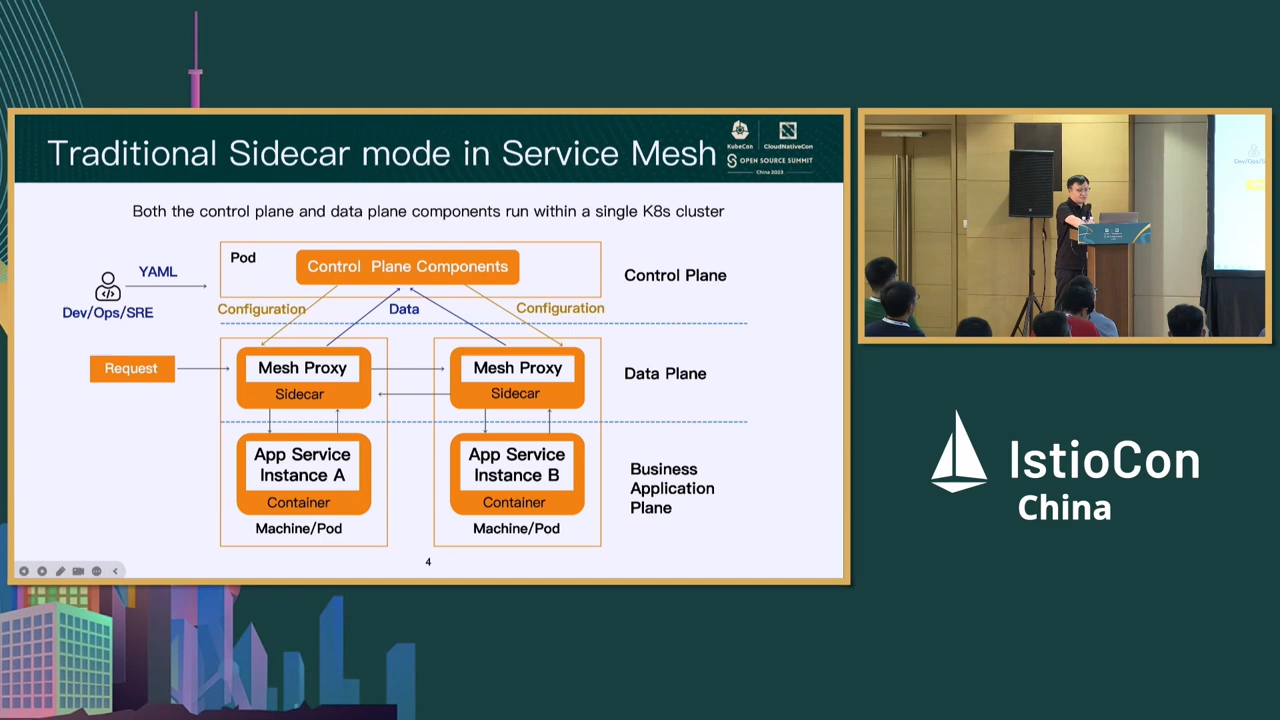 Traditional Sidecar mode in Service Mesh
KubeCon
CloudNativeCon
OPEN SOURCE SUMMIT
China 2023
Both the control plane and data plane components run within a single K8s cluster
Pod
Control Plane Components
Control Plane
YAML
Dev/Ops/SRE
Configuration
Data
Configuration
Request
Mesh Proxy
Sidecar
Mesh Proxy
Sidecar
Data Plane
App Service
Instance A
Container
Machine/Pod
App Service
Instance B
Container
Machine/Pod
Business
Application
Plane
4
IstioCon
China